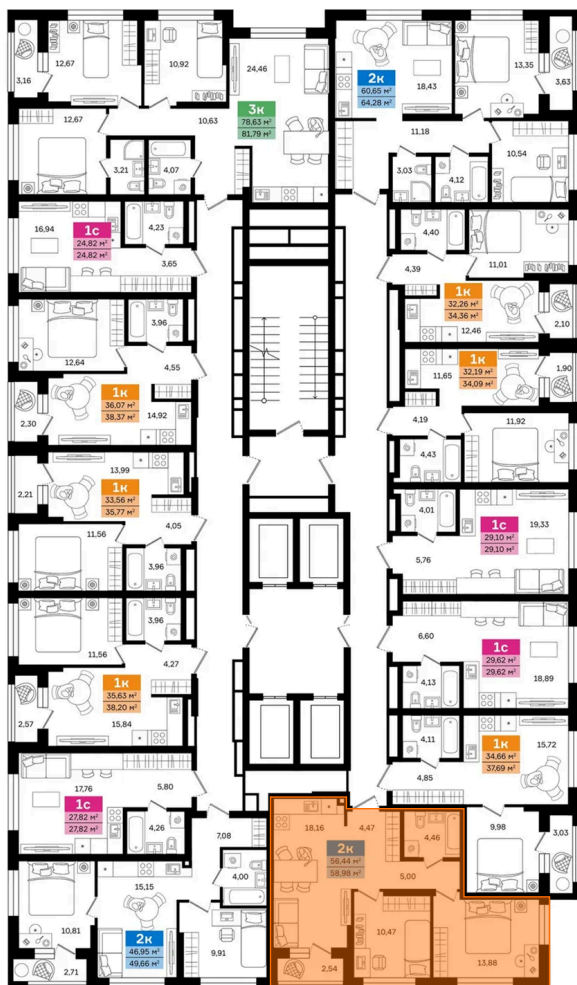 3,16
12,67
10,92
24,46
3к
78,63 м²
81,79 м²
12,67
10,63
3,21
4,07
2к
60,65 м²
64,28 м²
18,43
13,35
3,63
11,18
3,03
4,12
10,54
16,94
1с
24,82 м²
24,82 м²
4,23
3,65
4,40
11,01
4,39
1к
32,26 м²
34,36 м²
12,46
2,10
12,64
3,96
4,55
1к
36,07 м²
38,37 м²
14,92
2,30
11,65
1к
32,19 м²
34,09 м²
1,90
4,19
11,92
4,43
13,99
2,21
1к
33,56 м²
35,77 м²
4,05
11,56
3,96
4,01
1с
29,10 м²
29,10 м²
19,33
5,76
3,96
11,56
4,27
1к
35,63 м²
38,20 м²
2,57
15,84
6,60
1с
29,62 м²
29,62 м²
4,13
18,89
4,11
1к
34,66 м²
37,69 м²
15,72
4,85
9,98
3,03
17,76
5,80
1с
27,82 м²
27,82 м²
4,26
7,08
4,00
15,15
10,81
2к
46,95 м²
49,66 м²
2,71
9,91
18,16
4,47
4,46
2к
56,44 м²
58,98 м²
5,00
10,47
2,54
13,88